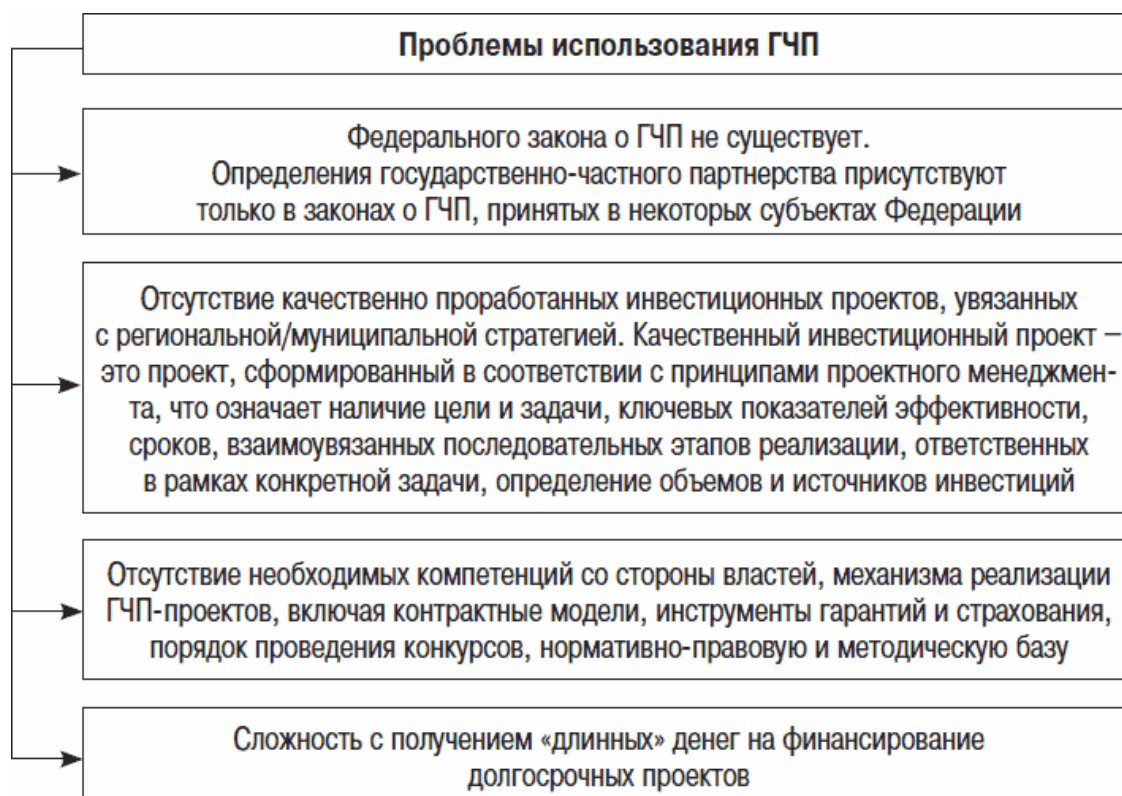 Проблемы использования ГЧП
Федерального закона о ГЧП не существует.
Определения государственно-частного партнерства присутствуют
только в законах о ГЧП, принятых в некоторых субъектах Федерации
Отсутствие качественно проработанных инвестиционных проектов, увязанных
с региональной/муниципальной стратегией. Качественный инвестиционный проект –
это проект, сформированный в соответствии с принципами проектного менеджмен-
та, что означает наличие цели и задачи, ключевых показателей эффективности,
сроков, взаимоувязанных последовательных этапов реализации, ответственных
в рамках конкретной задачи, определение объемов и источников инвестиций
Отсутствие необходимых компетенций со стороны властей, механизма реализации
ГЧП-проектов, включая контрактные модели, инструменты гарантий и страхования,
порядок проведения конкурсов, нормативно-правовую и методическую базу
Сложность с получением «длинных» денег на финансирование
долгосрочных проектов